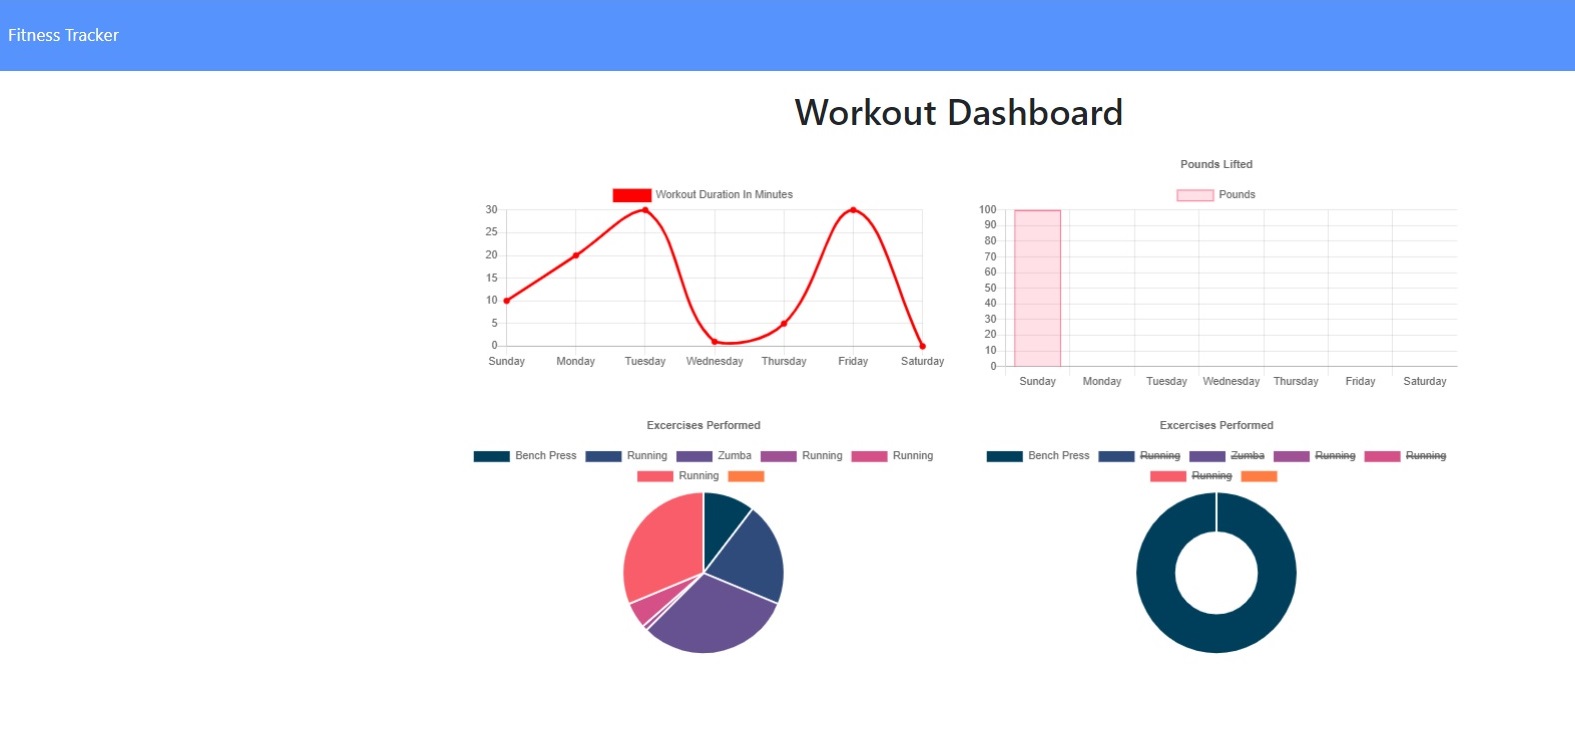 Fitness Tracker
Workout Dashboard
Workout Duration In Minutes
30
25
20
15
10
5
0
Sunday Monday Tuesday Wednesday Thursday Friday Saturday
Pounds Lifted
Pounds
100
90
80
70
60
50
40
30
20
10
0
Sunday Monday Tuesday Wednesday Thursday Friday Saturday
Excercises Performed
Bench Press Running Zumba Running Running
Running
Excercises Performed
Bench Press Running Zumba Running Running
Running